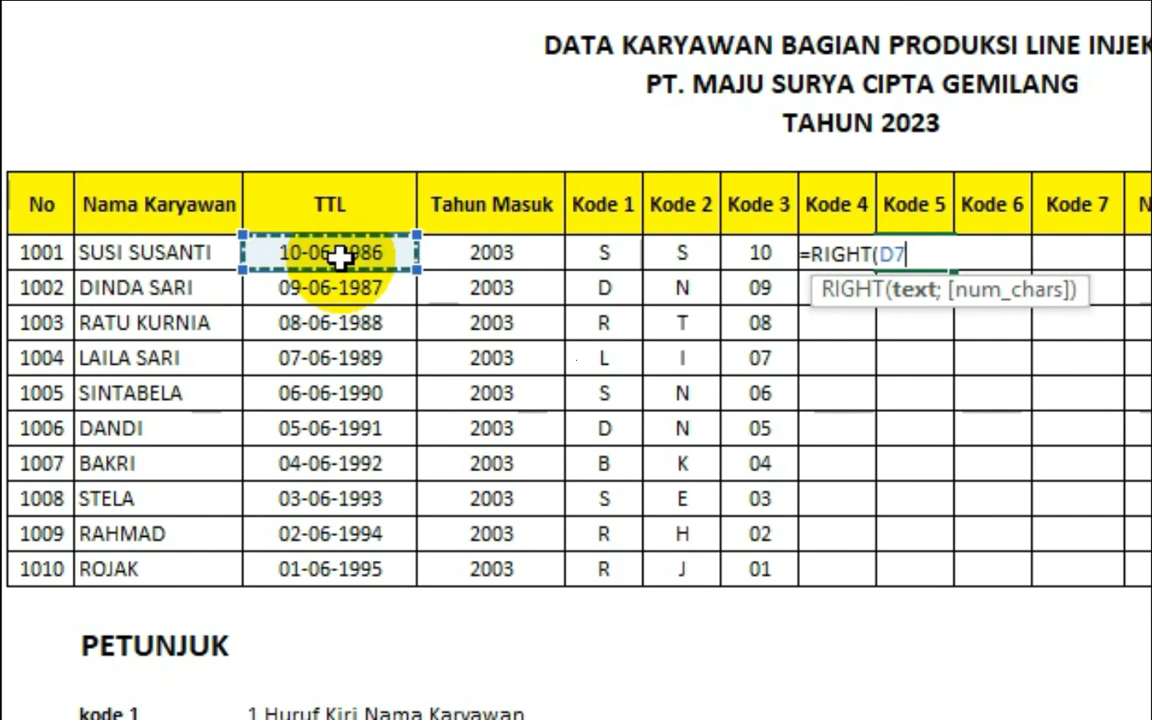 DATA KARYAWAN BAGIAN PRODUKSI LINE INJEK
PT. MAJU SURYA CIPTA GEMILANG
TAHUN 2023
No Nama Karyawan TTL Tahun Masuk Kode 1 Kode 2 Kode 3 Kode 4 Kode 5 Kode 6 Kode 7 N
1001 SUSI SUSANTI 10-06-1986 2003 S S 10 =RIGHT(D7
RIGHT(text; [num_chars])
1002 DINDA SARI 09-06-1987 2003 D N 09
1003 RATU KURNIA 08-06-1988 2003 R T 08
1004 LAILA SARI 07-06-1989 2003 L I 07
1005 SINTABELA 06-06-1990 2003 S N 06
1006 DANDI 05-06-1991 2003 D N 05
1007 BAKRI 04-06-1992 2003 B K 04
1008 STELA 03-06-1993 2003 S E 03
1009 RAHMAD 02-06-1994 2003 R H 02
1010 ROJAK 01-06-1995 2003 R J 01
PETUNJUK
kode 1 1 Huruf Kiri Nama Karyawan